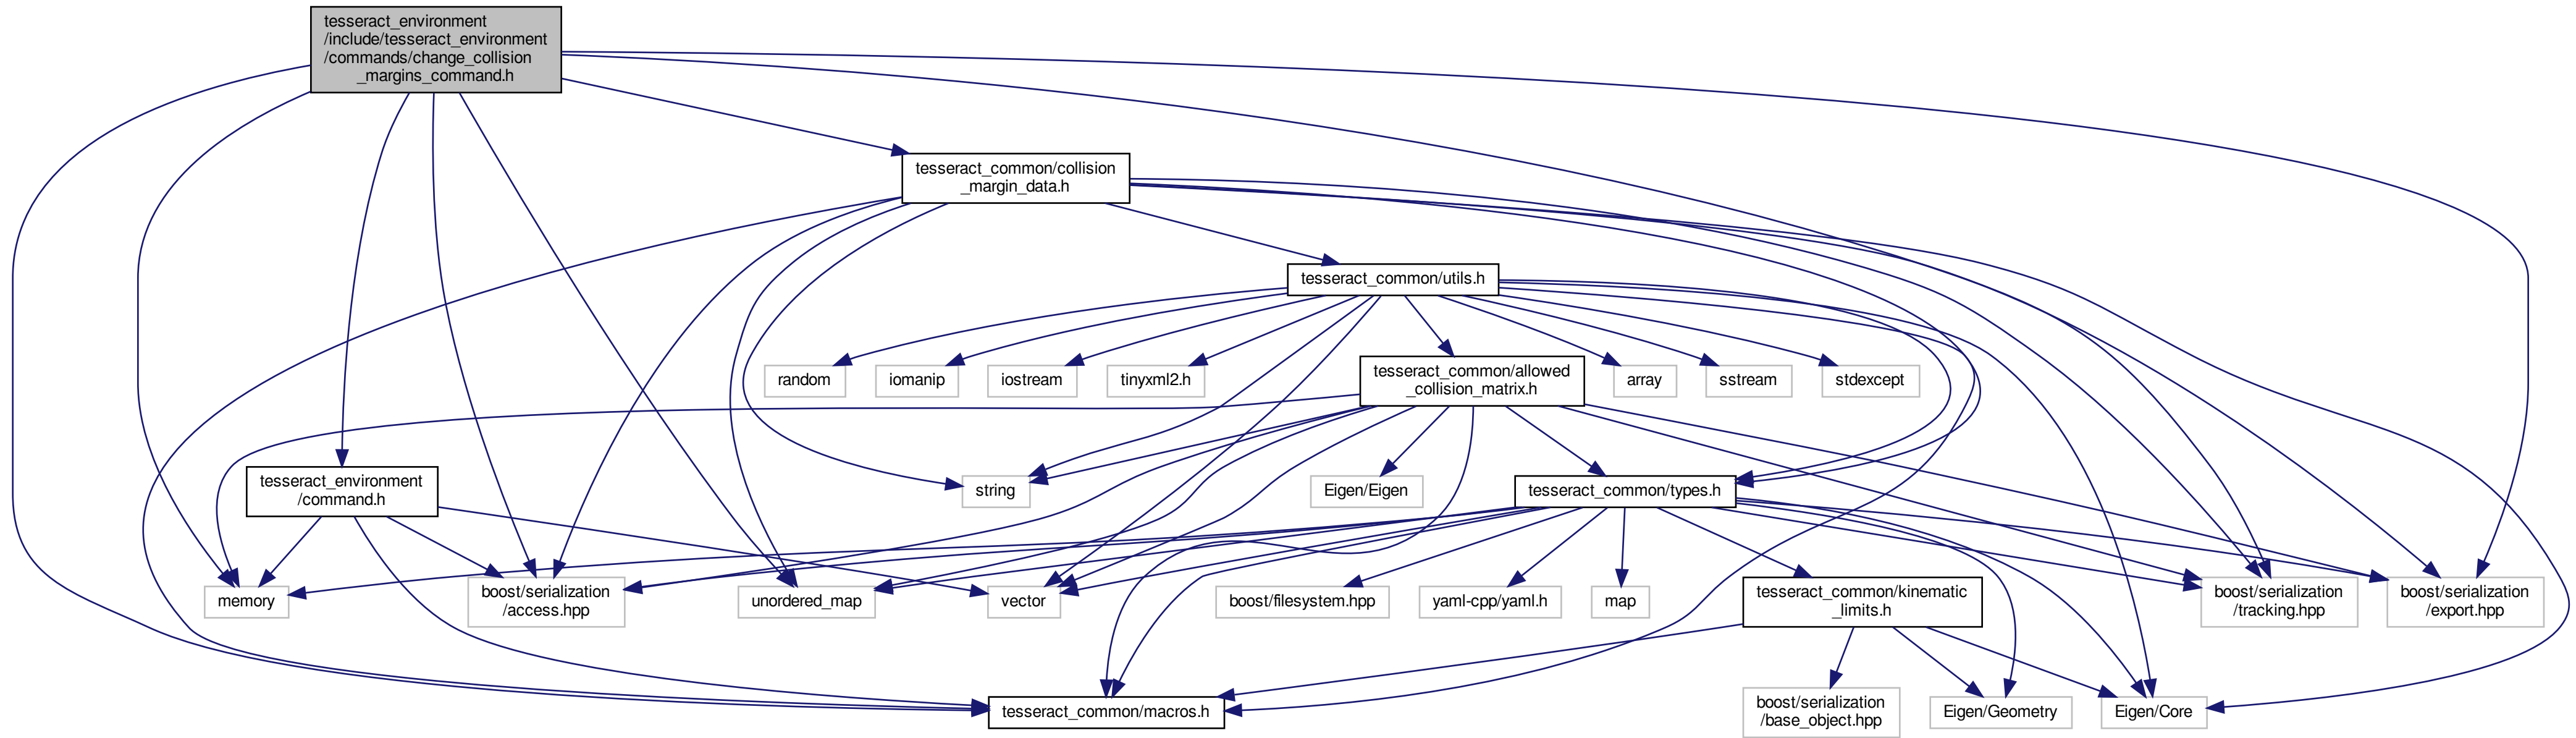 tesseract_environment
/include/tesseract_environment
/commands/change_collision
_margins_command.h
tesseract_common/collision
_margin_data.h
tesseract_common/utils.h
random
iomanip
iostream
tinyxml2.h
tesseract_common/allowed
_collision_matrix.h
array
sstream
stdexcept
tesseract_environment
/command.h
string
Eigen/Eigen
tesseract_common/types.h
memory
boost/serialization
/access.hpp
unordered_map
vector
boost/filesystem.hpp
yaml-cpp/yaml.h
map
tesseract_common/kinematic
_limits.h
boost/serialization
/tracking.hpp
boost/serialization
/export.hpp
tesseract_common/macros.h
boost/serialization
/base_object.hpp
Eigen/Geometry
Eigen/Core